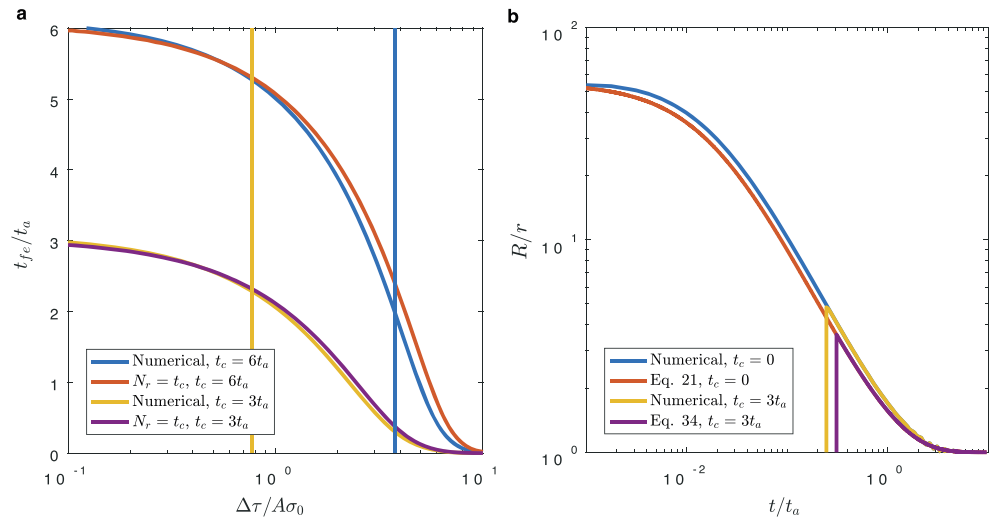 a
6
5
4
3
2
1
0
t_{fe}/t_a
Numerical, t_c = 6t_a
N_r = t_c, t_c = 6t_a
Numerical, t_c = 3t_a
N_r = t_c, t_c = 3t_a
10^{-1}
10^{0}
10^{1}
Δτ/Aσ_0
b
10^{2}
10^{1}
10^{0}
R/r
Numerical, t_c = 0
Eq. 21, t_c = 0
Numerical, t_c = 3t_a
Eq. 34, t_c = 3t_a
10^{-2}
10^{0}
t/t_a